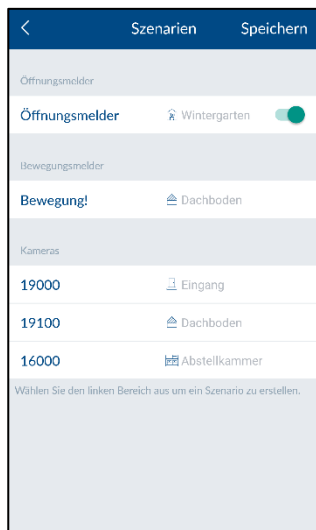 Szenarien Speichern
Öffnungsmelder
Öffnungsmelder Wintergarten
Bewegungsmelder
Bewegung! Dachboden
Kameras
19000 Eingang
19100 Dachboden
16000 Abstellkammer
Wählen Sie den linken Bereich aus um ein Szenario zu erstellen.